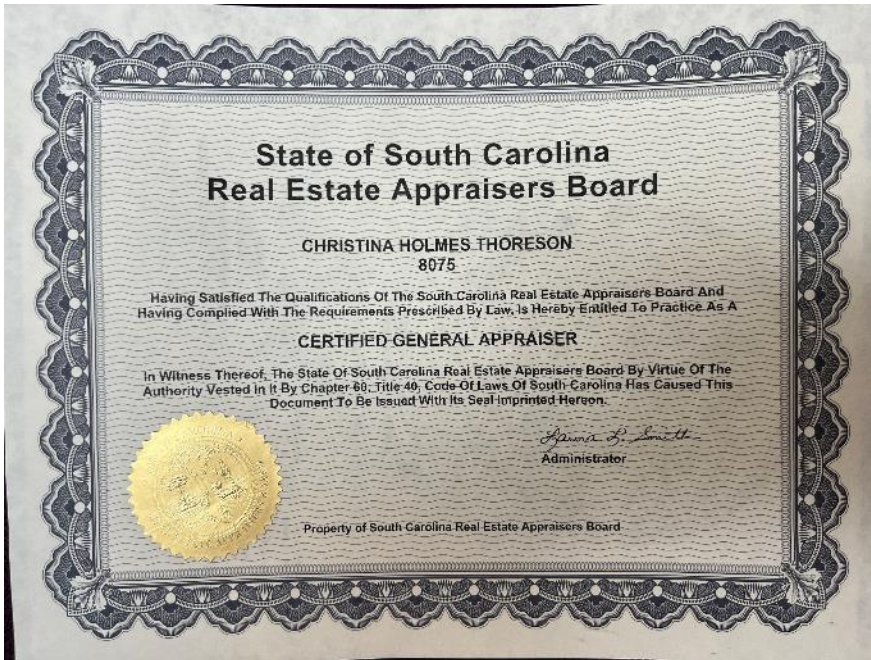 State of South Carolina
Real Estate Appraisers Board
CHRISTINA HOLMES THORESON
8075
Having Satisfied The Qualifications Of The South Carolina Real Estate Appraisers Board And
Having Complied With The Requirements Prescribed By Law, Is Hereby Entitled To Practice As A
CERTIFIED GENERAL APPRAISER
In Witness Thereof, The State Of South Carolina Real Estate Appraisers Board By Virtue Of The
Authority Vested in It By Chapter 60, Title 40, Code Of Laws Of South Carolina Has Caused This
Document To Be Issued With Its Seal Imprinted Hereon.
Laura L. Smith
Administrator
Property of South Carolina Real Estate Appraisers Board